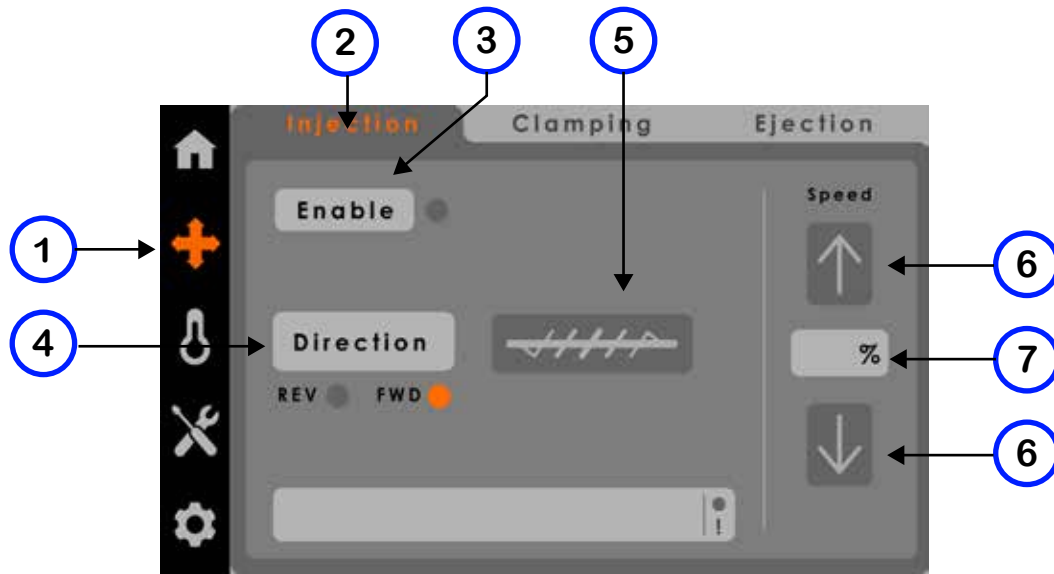 2
3
5
Injection
Clamping
Ejection
Enable
Speed
1
6
4
Direction
%
7
REV
FWD
6
!